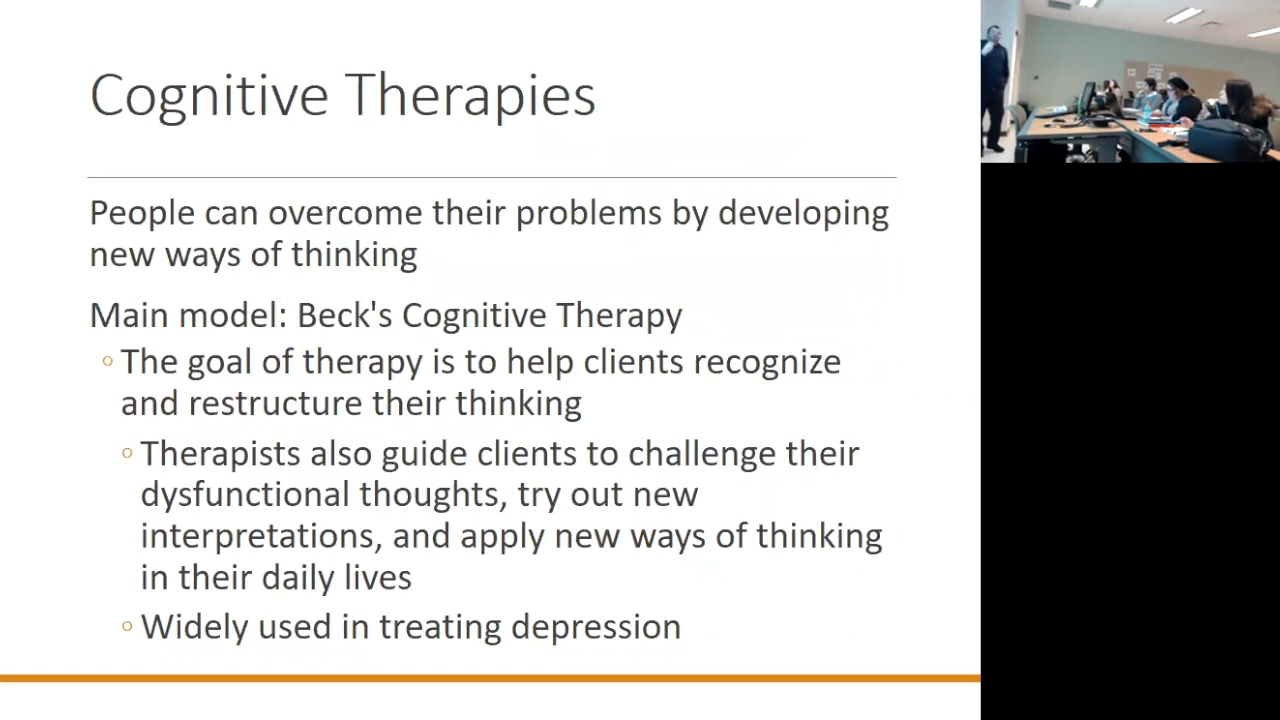 Cognitive Therapies
People can overcome their problems by developing
new ways of thinking
Main model: Beck's Cognitive Therapy
◦ The goal of therapy is to help clients recognize
and restructure their thinking
◦ Therapists also guide clients to challenge their
dysfunctional thoughts, try out new
interpretations, and apply new ways of thinking
in their daily lives
◦ Widely used in treating depression